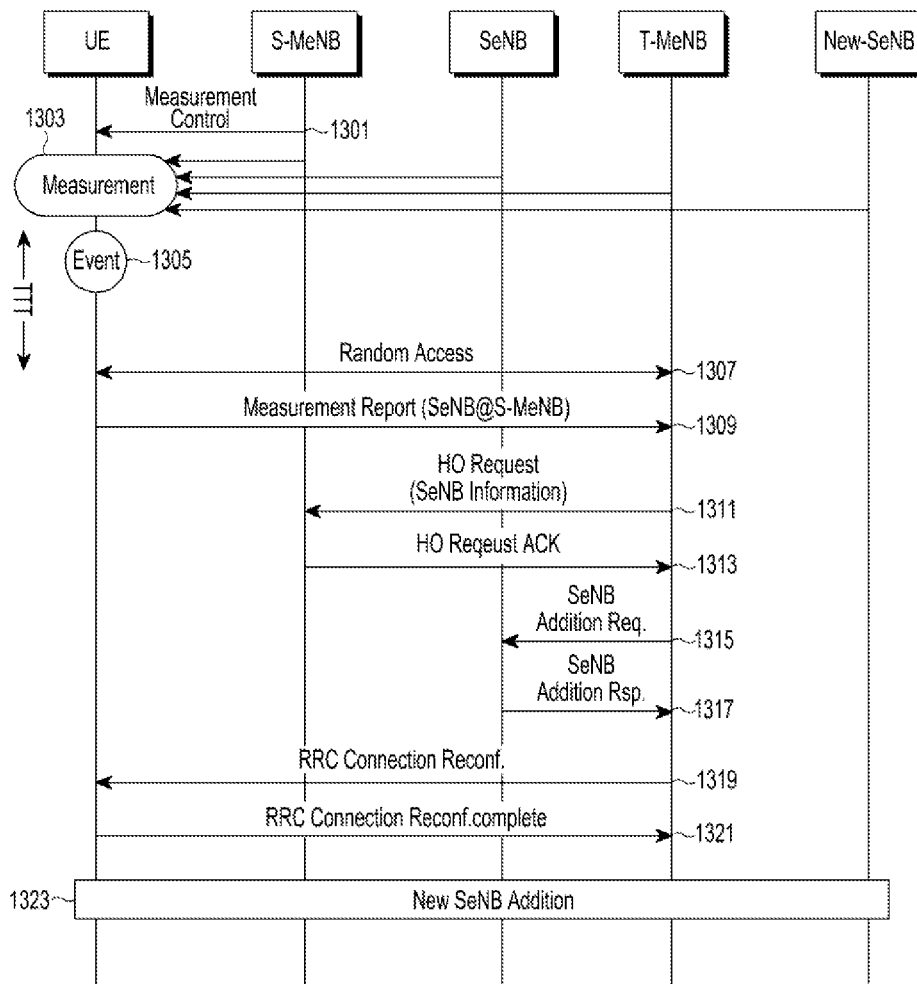 UE S-MeNB SeNB T-MeNB New-SeNB
Measurement
Control
1301
1303
Measurement
Event
1305
TTT
Random Access
1307
Measurement Report (SeNB@S-MeNB)
1309
HO Request
(SeNB Information)
1311
HO Reqeust ACK
1313
SeNB
Addition Req.
1315
SeNB
Addition Rsp.
1317
RRC Connection Reconf.
1319
RRC Connection Reconf.complete
1321
1323
New SeNB Addition